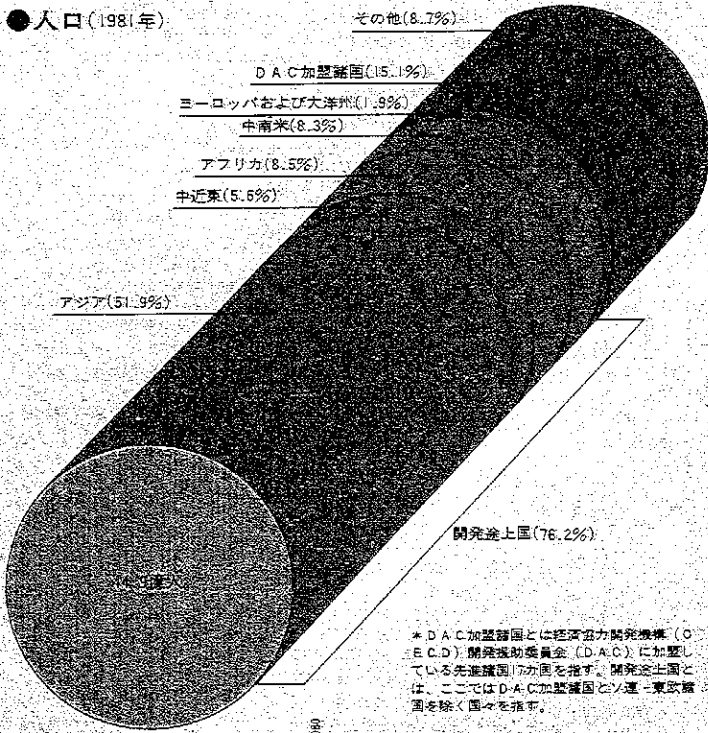 ●人口(1981年)
その他(8.7%)
DAC加盟諸国(15.1%)
ヨーロッパおよび大洋州(1.9%)
中南米(8.3%)
アフリカ(8.5%)
中近東(5.6%)
アジア(51.9%)
開発途上国(76.2%)
*DAC加盟諸国とは経済協力開発機構(O
ECD)開発援助委員会(DAC)に加盟し
ている先進諸国17カ国を指す。開発途上国と
は、ここではDAC加盟諸国とソ連・東欧諸
国を除く国々を指す。